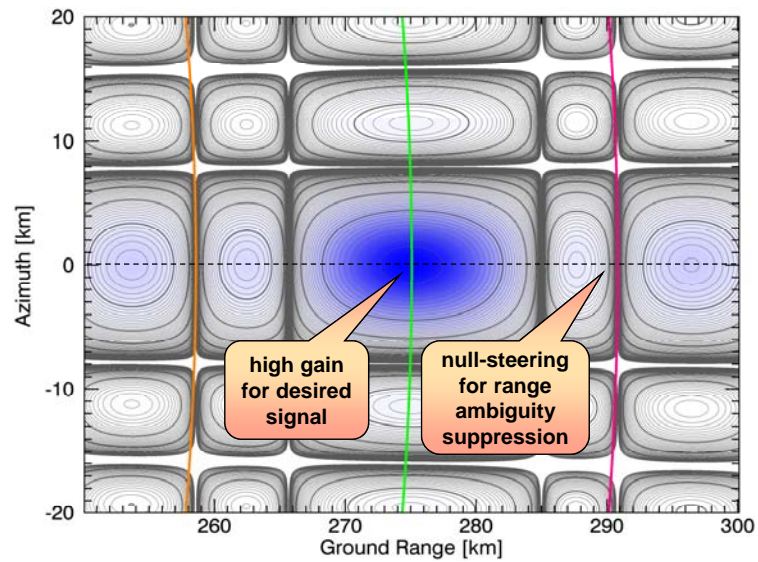 20
10
0
-10
-20
Azimuth [km]
high gain
for desired
signal
null-steering
for range
ambiguity
suppression
260
270
280
290
300
Ground Range [km]